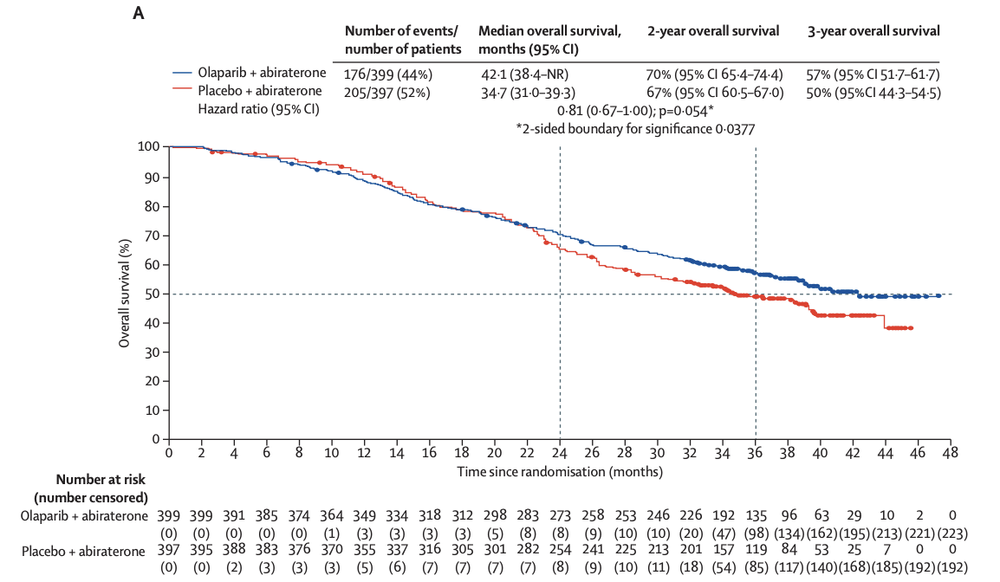 A
Number of events/ number of patients
Median overall survival, months (95% CI)
2-year overall survival
3-year overall survival
Olaparib + abiraterone 176/399 (44%) 42·1 (38·4–NR) 70% (95% CI 65·4–74·4) 57% (95% CI 51·7–61·7)
Placebo + abiraterone 205/397 (52%) 34·7 (31·0–39·3) 67% (95% CI 60·5–67·0) 50% (95%CI 44·3–54·5)
Hazard ratio (95% CI) 0·81 (0·67–1·00); p=0·054*
*2-sided boundary for significance 0·0377
Overall survival (%)
100
90
80
70
60
50
40
30
20
10
0
0 2 4 6 8 10 12 14 16 18 20 22 24 26 28 30 32 34 36 38 40 42 44 46 48
Time since randomisation (months)
Number at risk
(number censored)
Olaparib + abiraterone 399 399 391 385 374 364 349 334 318 312 298 283 273 258 253 246 226 192 135 96 63 29 10 2 0
(0) (0) (0) (0) (0) (1) (3) (3) (3) (3) (5) (8) (8) (9) (10) (10) (20) (47) (98) (134) (162) (195) (213) (221) (223)
Placebo + abiraterone 397 395 388 383 376 370 355 337 316 305 301 282 254 241 225 213 201 157 119 84 53 25 7 0 0
(0) (0) (2) (3) (3) (3) (5) (6) (7) (7) (7) (7) (8) (9) (10) (11) (18) (54) (85) (117) (140) (168) (185) (192) (192)